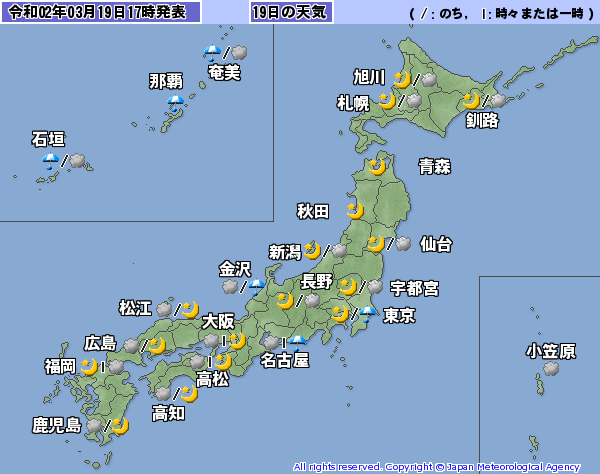 令和02年03月19日17時発表
19日の天気
( /: のち, |: 時々または一時 )
奄美
那覇
石垣
旭川
札幌
釧路
青森
秋田
仙台
新潟
金沢
長野
宇都宮
松江
大阪
東京
広島
名古屋
小笠原
福岡
高松
高知
鹿児島
All rights reserved. Copyright © Japan Meteorological Agency